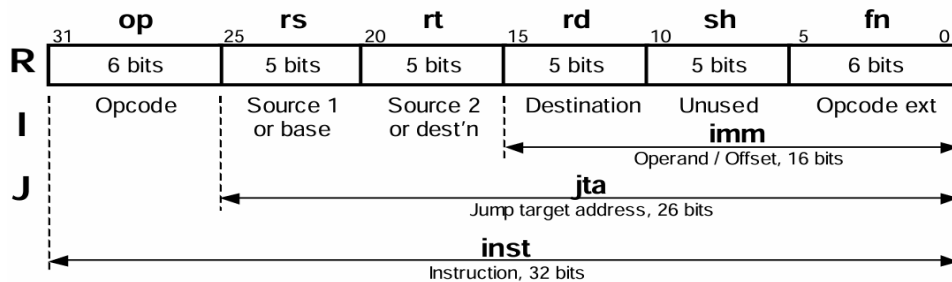 op rs rt rd sh fn
31 25 20 15 10 5 0
R 6 bits 5 bits 5 bits 5 bits 5 bits 6 bits
I Opcode Source 1 Source 2 Destination Unused Opcode ext
or base or dest'n imm
Operand / Offset, 16 bits
J jta
Jump target address, 26 bits
inst
Instruction, 32 bits